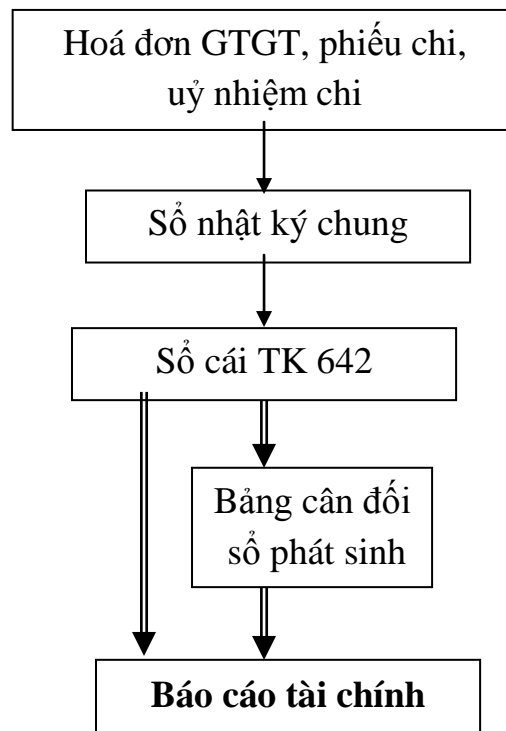 Hoá đơn GTGT, phiếu chi,
uỷ nhiệm chi
Sổ nhật ký chung
Sổ cái TK 642
Bảng cân đối
sổ phát sinh
Báo cáo tài chính